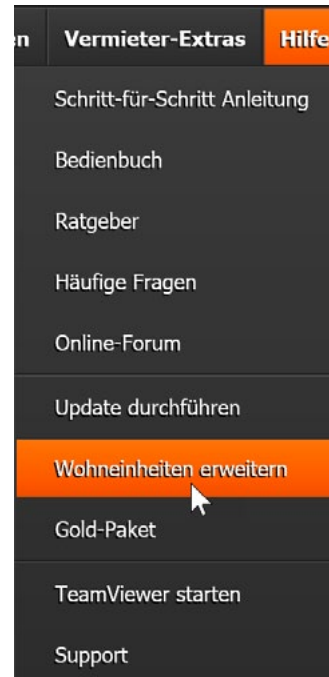 n Vermieter-Extras Hilfe
Schritt-für-Schritt Anleitung
Bedienbuch
Ratgeber
Häufige Fragen
Online-Forum
Update durchführen
Wohneinheiten erweitern
Gold-Paket
TeamViewer starten
Support